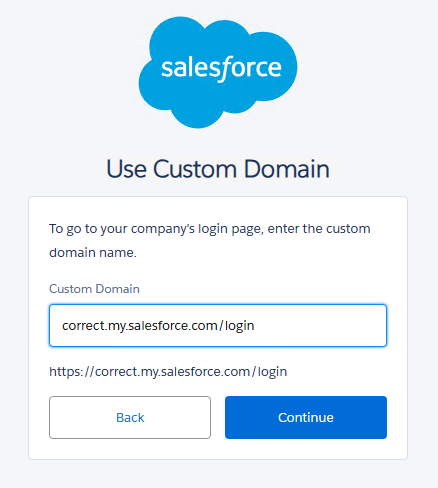 salesforce
Use Custom Domain
To go to your company's login page, enter the custom
domain name.
Custom Domain
correct.my.salesforce.com/login
https://correct.my.salesforce.com/login
Back
Continue